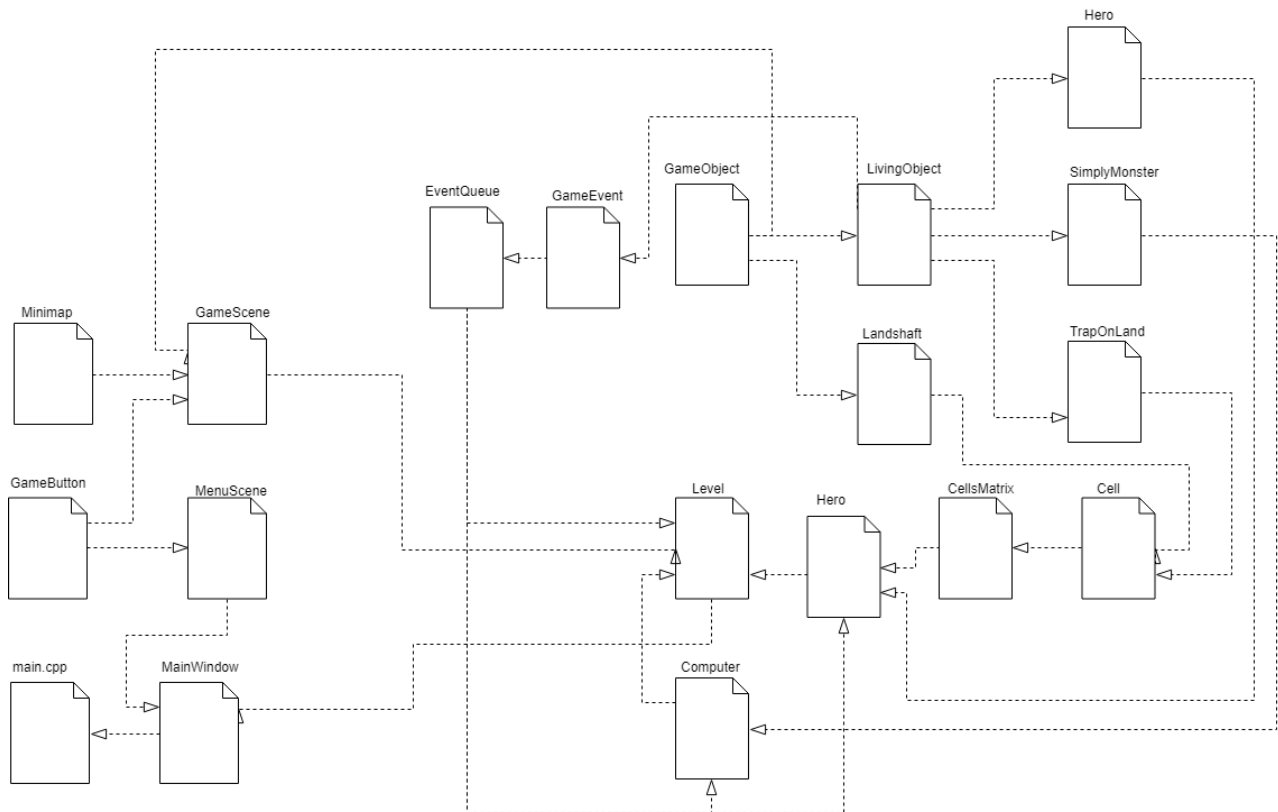 Hero
GameObject
LivingObject
SimplyMonster
EventQueue
GameEvent
Minimap
GameScene
Landshaft
TrapOnLand
GameButton
MenuScene
Level
Hero
CellsMatrix
Cell
main.cpp
MainWindow
Computer